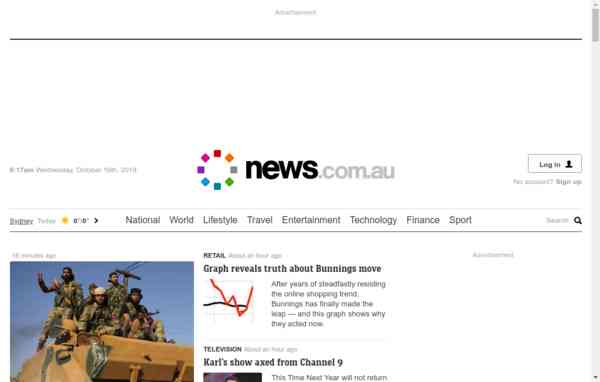 Advertisement
news.com.au
6:17am Wednesday, October 16th, 2019
Log in
No account? Sign up
Sydney Today 0°/0°
National World Lifestyle Travel Entertainment Technology Finance Sport
Search
16 minutes ago
RETAIL About an hour ago
Graph reveals truth about Bunnings move
After years of steadfastly resisting
the online shopping trend,
Bunnings has finally made the
leap — and this graph shows why
they acted now.
Advertisement
TELEVISION About an hour ago
Karl's show axed from Channel 9
This Time Next Year will not return